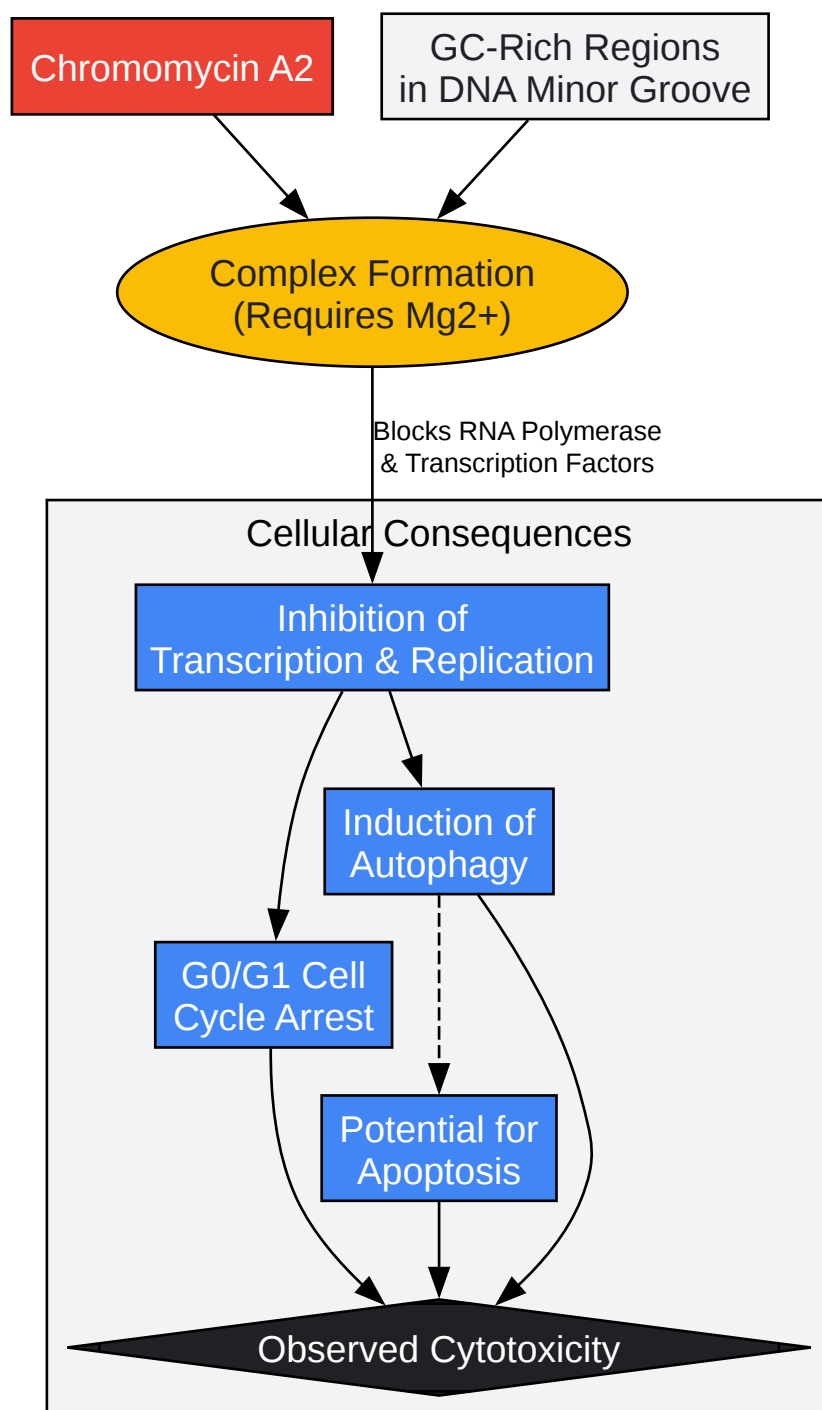 Chromomycin A2
GC-Rich Regions
in DNA Minor Groove
Complex Formation
(Requires Mg2+)
Blocks RNA Polymerase
& Transcription Factors
Cellular Consequences
Inhibition of
Transcription & Replication
Induction of
Autophagy
G0/G1 Cell
Cycle Arrest
Potential for
Apoptosis
Observed Cytotoxicity